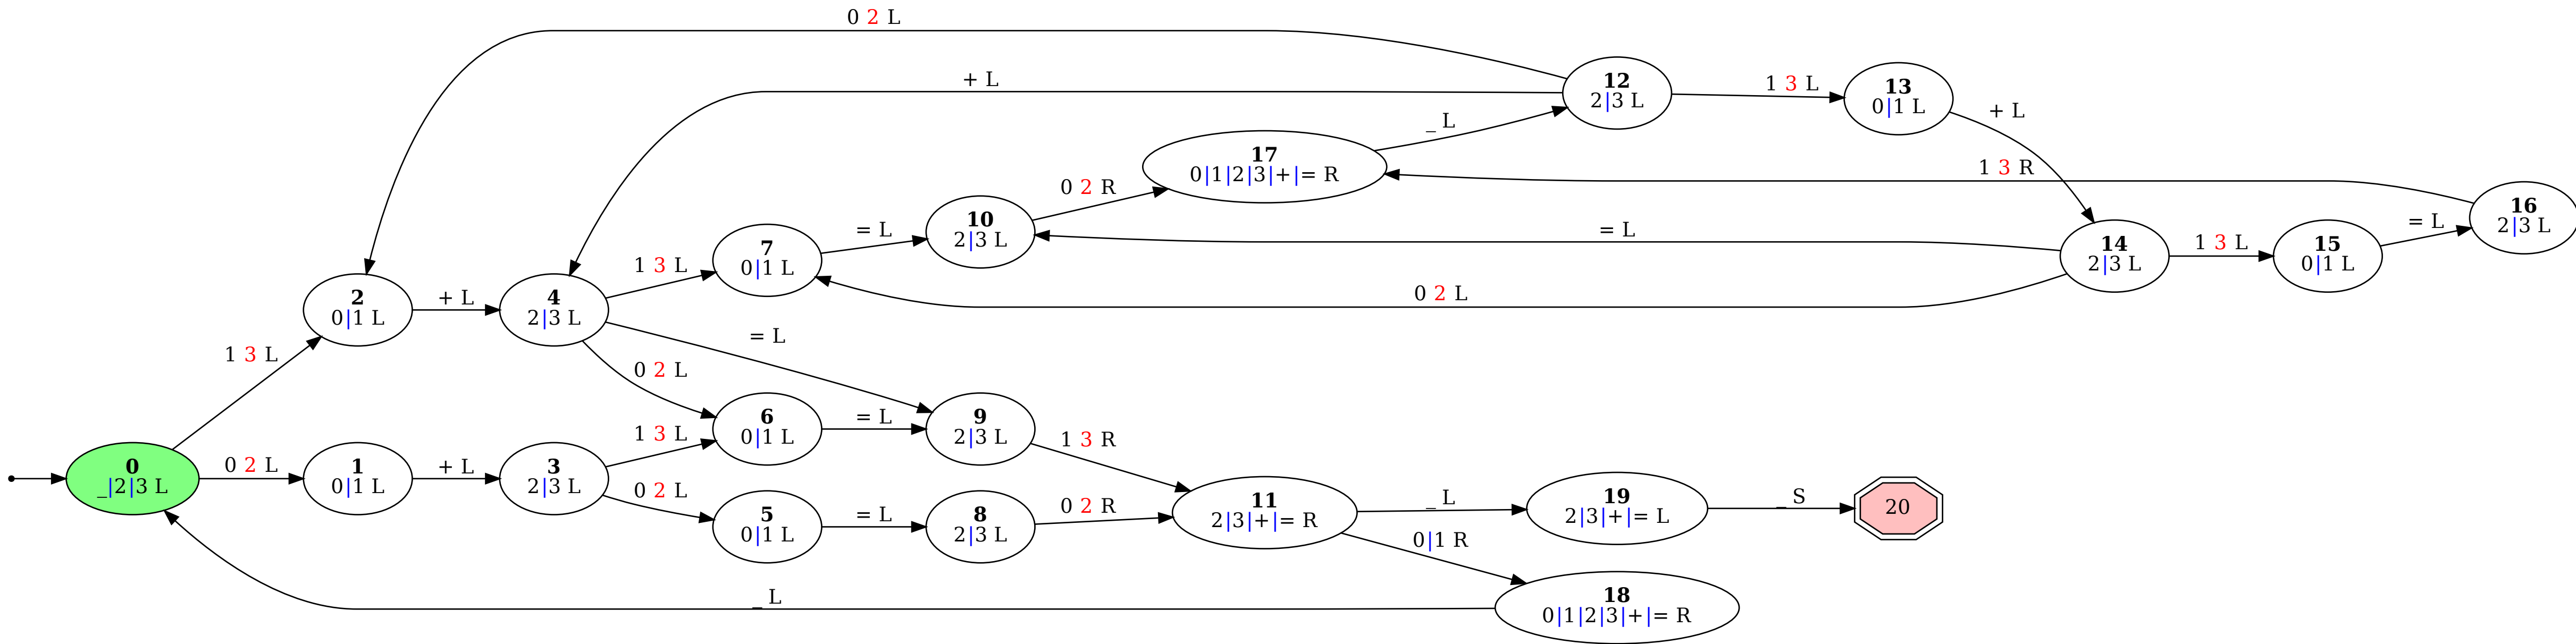 0 2 L
+ L
12
2|3 L
1 3 L
13
0|1 L
+ L
_ L
17
0|1|2|3|+|= R
1 3 R
16
2|3 L
0 2 R
10
2|3 L
= L
7
0|1 L
= L
14
2|3 L
1 3 L
15
0|1 L
= L
1 3 L
0 2 L
2
0|1 L
+ L
4
2|3 L
= L
1 3 L
0 2 L
6
0|1 L
= L
9
2|3 L
1 3 R
0
_|2|3 L
0 2 L
1
0|1 L
+ L
3
2|3 L
1 3 L
0 2 L
5
0|1 L
= L
8
2|3 L
0 2 R
11
2|3|+|= R
_ L
19
2|3|+|= L
_ S
20
0|1 R
18
0|1|2|3|+|= R
_ L